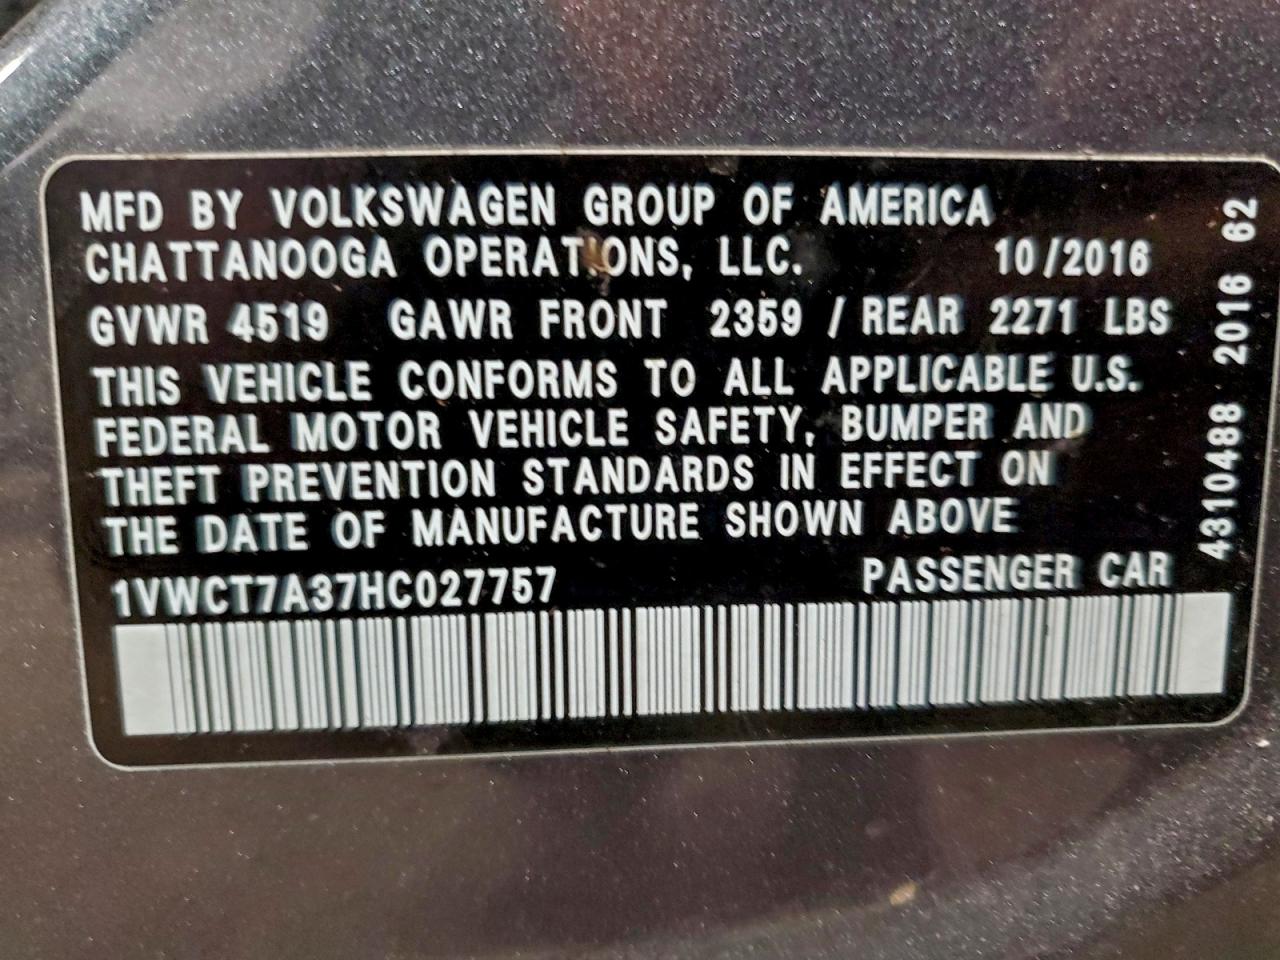 MFD BY VOLKSWAGEN GROUP OF AMERICA
CHATTANOOGA OPERATIONS, LLC. 10/2016
GVWR 4519 GAWR FRONT 2359 / REAR 2271 LBS
THIS VEHICLE CONFORMS TO ALL APPLICABLE U.S.
FEDERAL MOTOR VEHICLE SAFETY, BUMPER AND
THEFT PREVENTION STANDARDS IN EFFECT ON
THE DATE OF MANUFACTURE SHOWN ABOVE
1VWCT7A37HC027757 PASSENGER CAR
43104888 2016 62